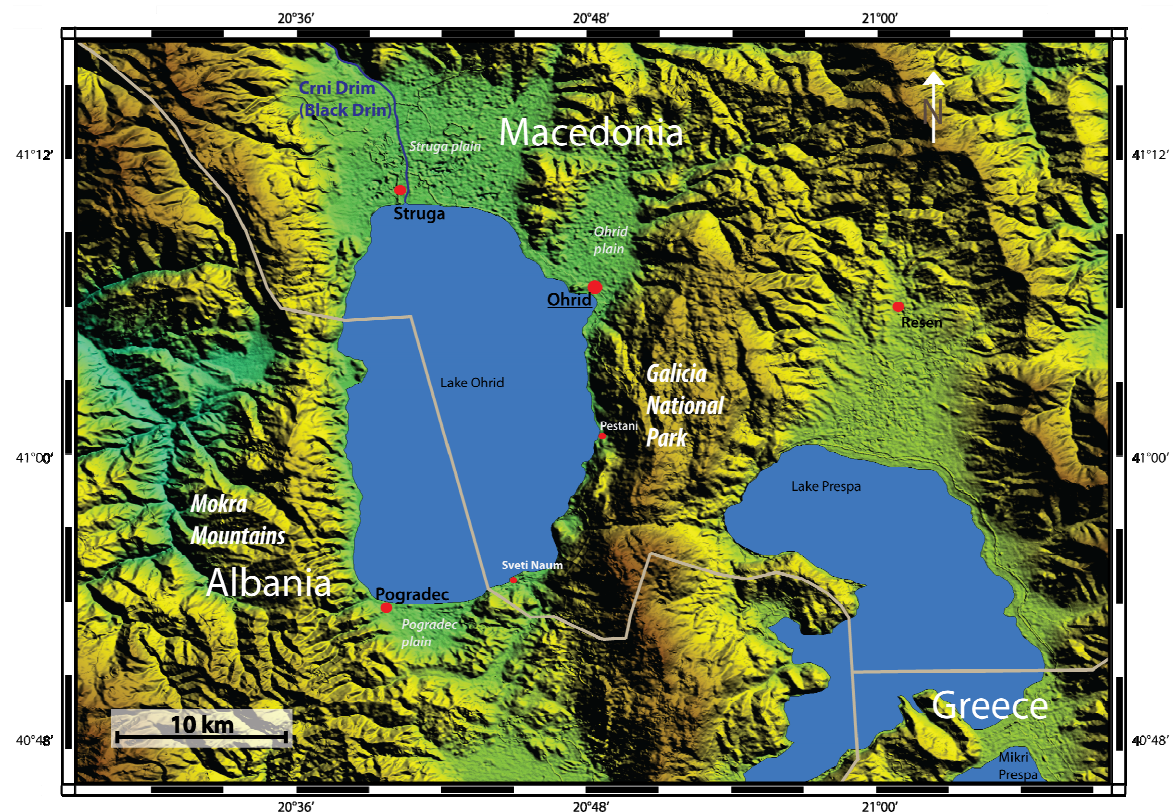 20°36′
20°48′
21°00′
Crni Drim
(Black Drin)
N
Macedonia
Struga plain
41°12′
41°12′
Struga
Ohrid
plain
Ohrid
Resen
Lake Ohrid
Galicia
National
Park
Pestani
41°00′
41°00′
Lake Prespa
Mokra
Mountains
Sveti Naum
Albania
Pogradec
Pogradec
plain
Greece
10 km
40°48′
40°48′
Mikri
Prespa
20°36′
20°48′
21°00′